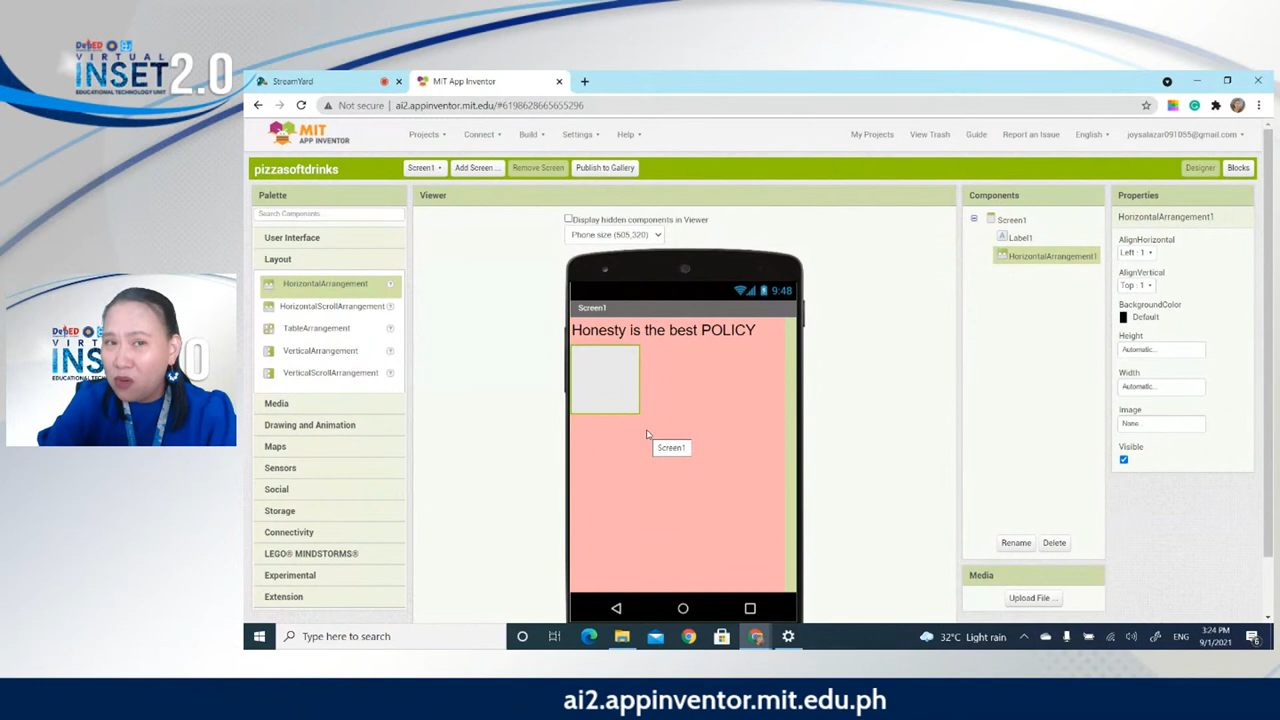 DepED
VIRTUAL
INSET 2.0
EDUCATIONAL TECHNOLOGY UNIT
StreamYard
MIT App Inventor
Not secure
ai2.appinventor.mit.edu/#6198628665655296
MIT
APP INVENTOR
Projects
Connect
Build
Settings
Help
My Projects
View Trash
Guide
Report an Issue
English
joysalazar091055@gmail.com
pizzasoftdrinks
Screen1
Add Screen ...
Remove Screen
Publish to Gallery
Designer
Blocks
Palette
Search Components...
User Interface
Layout
HorizontalArrangement
HorizontalScrollArrangement
TableArrangement
VerticalArrangement
VerticalScrollArrangement
Media
Drawing and Animation
Maps
Sensors
Social
Storage
Connectivity
LEGO® MINDSTORMS®
Experimental
Extension
Viewer
Display hidden components in Viewer
Phone size (505,320)
9:48
Screen1
Honesty is the best POLICY
Screen1
Components
Screen1
Label1
HorizontalArrangement1
Rename
Delete
Media
Upload File ...
Properties
HorizontalArrangement1
AlignHorizontal
Left : 1
AlignVertical
Top : 1
BackgroundColor
Default
Height
Automatic...
Width
Automatic...
Image
None...
Visible
Type here to search
32°C Light rain
ENG
3:24 PM
9/1/2021
6
ai2.appinventor.mit.edu.ph